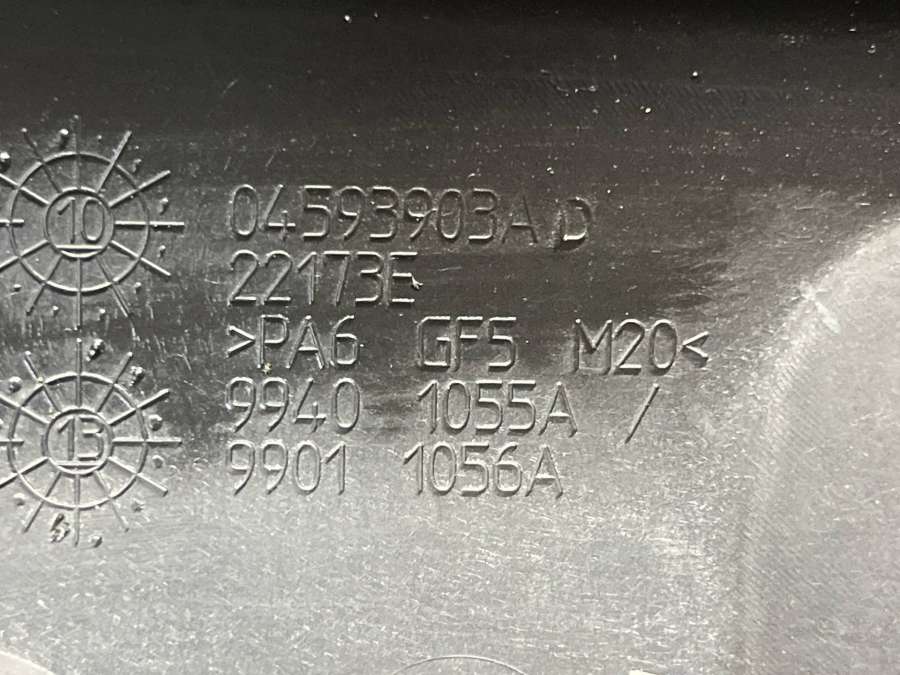 10
04593903A D
22173E
>PA6 GF5 M20<
13
9940 1055A /
9901 1056A